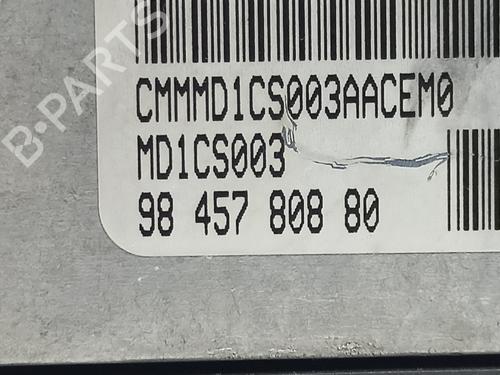 CMMMD1CS003AACEM0
MD1CS003
98 457 808 80
B-PARTS